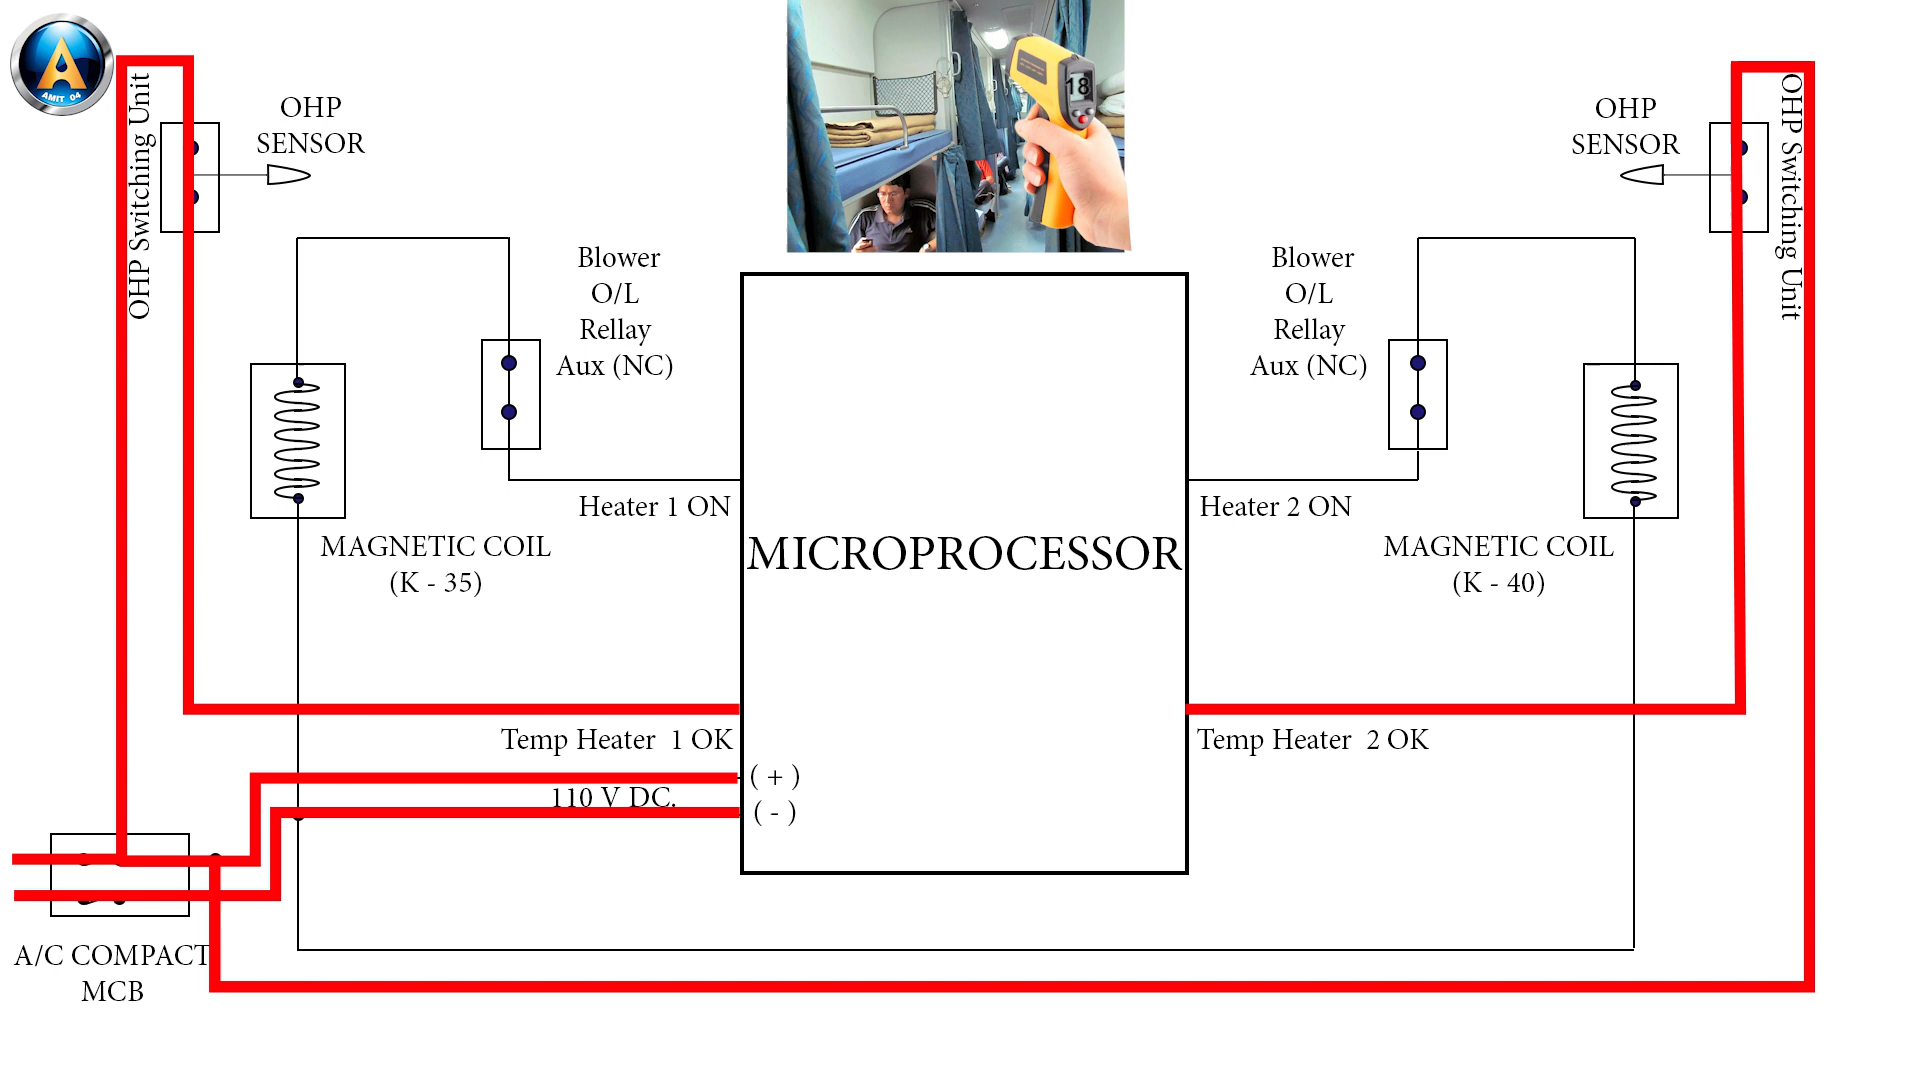 A
AMIT 04
OHP Switching Unit
OHP
SENSOR
18
OHP
SENSOR
OHP Switching Unit
Blower
O/L
Rellay
Aux (NC)
Blower
O/L
Rellay
Aux (NC)
Heater 1 ON
Heater 2 ON
MAGNETIC COIL
(K - 35)
MICROPROCESSOR
MAGNETIC COIL
(K - 40)
Temp Heater 1 OK
Temp Heater 2 OK
( + )
110 V DC.
( - )
A/C COMPACT
MCB